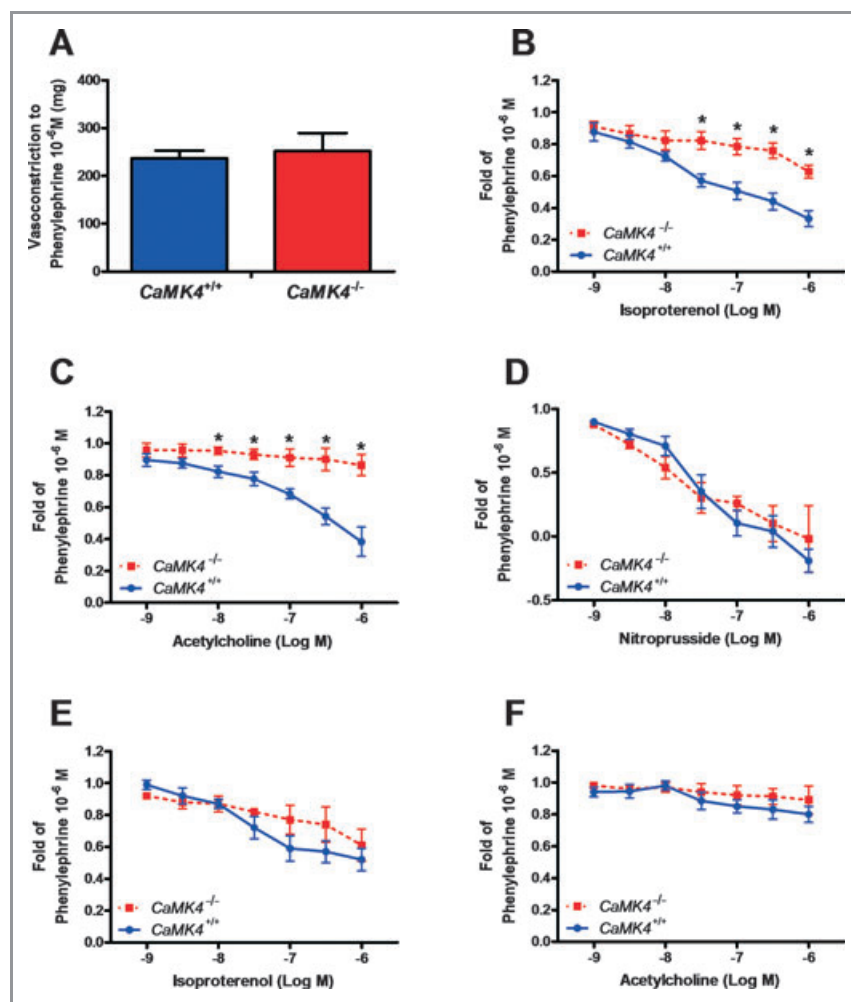 A
Vasoconstriction to
Phenylephrine 10⁻⁶M (mg)
400
300
200
100
0
CaMK4⁺/⁺ CaMK4⁻/⁻
B
Fold of
Phenylephrine 10⁻⁶ M
1.2
1.0
0.8
0.6
0.4
0.2
0.0
* * * *
CaMK4⁻/⁻
CaMK4⁺/⁺
-9 -8 -7 -6
Isoproterenol (Log M)
C
Fold of
Phenylephrine 10⁻⁶ M
1.2
1.0
0.8
0.6
0.4
0.2
0.0
* * * * *
CaMK4⁻/⁻
CaMK4⁺/⁺
-9 -8 -7 -6
Acetylcholine (Log M)
D
Fold of
Phenylephrine 10⁻⁶ M
1.0
0.5
0.0
-0.5
CaMK4⁻/⁻
CaMK4⁺/⁺
-9 -8 -7 -6
Nitroprusside (Log M)
E
Fold of
Phenylephrine 10⁻⁶ M
1.2
1.0
0.8
0.6
0.4
0.2
0.0
CaMK4⁻/⁻
CaMK4⁺/⁺
-9 -8 -7 -6
Isoproterenol (Log M)
F
Fold of
Phenylephrine 10⁻⁶ M
1.2
1.0
0.8
0.6
0.4
0.2
0.0
CaMK4⁻/⁻
CaMK4⁺/⁺
-9 -8 -7 -6
Acetylcholine (Log M)